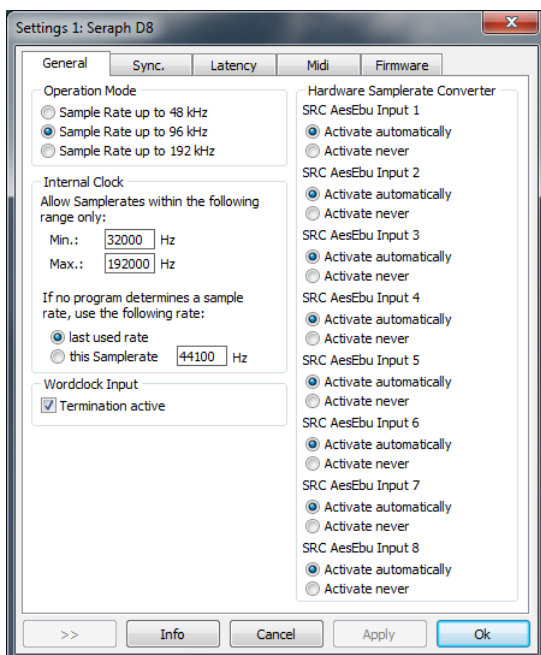 Settings 1: Seraph D8
General
Sync.
Latency
Midi
Firmware
Operation Mode
Sample Rate up to 48 kHz
Sample Rate up to 96 kHz
Sample Rate up to 192 kHz
Internal Clock
Allow Samplerates within the following
range only:
Min.: 32000 Hz
Max.: 192000 Hz
If no program determines a sample
rate, use the following rate:
last used rate
this Samplerate 44100 Hz
Wordclock Input
Termination active
Hardware Samplerate Converter
SRC AesEbu Input 1
Activate automatically
Activate never
SRC AesEbu Input 2
Activate automatically
Activate never
SRC AesEbu Input 3
Activate automatically
Activate never
SRC AesEbu Input 4
Activate automatically
Activate never
SRC AesEbu Input 5
Activate automatically
Activate never
SRC AesEbu Input 6
Activate automatically
Activate never
SRC AesEbu Input 7
Activate automatically
Activate never
SRC AesEbu Input 8
Activate automatically
Activate never
>>
Info
Cancel
Apply
Ok